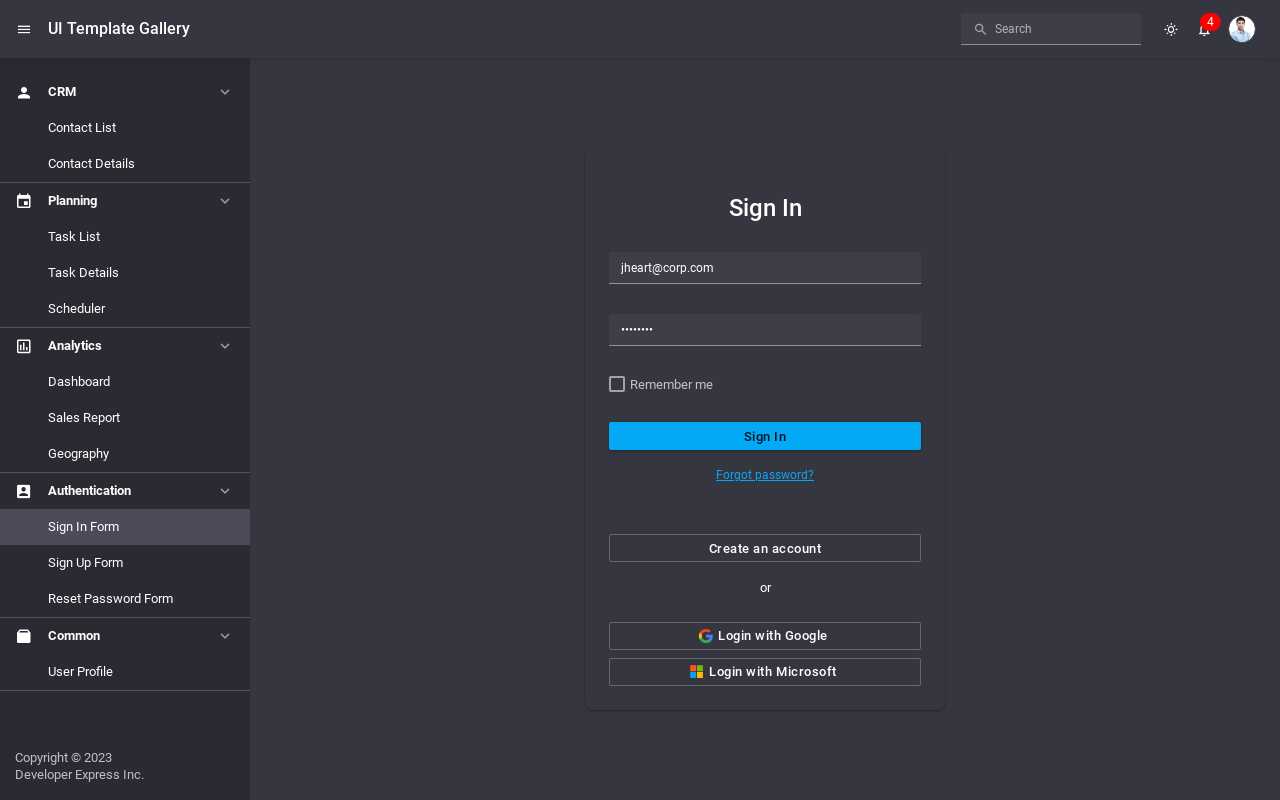 UI Template Gallery
Search
4
CRM
Contact List
Contact Details
Planning
Task List
Task Details
Scheduler
Analytics
Dashboard
Sales Report
Geography
Authentication
Sign In Form
Sign Up Form
Reset Password Form
Common
User Profile
Copyright © 2023
Developer Express Inc.
Sign In
jheart@corp.com
••••••••
Remember me
Sign In
Forgot password?
Create an account
or
Login with Google
Login with Microsoft